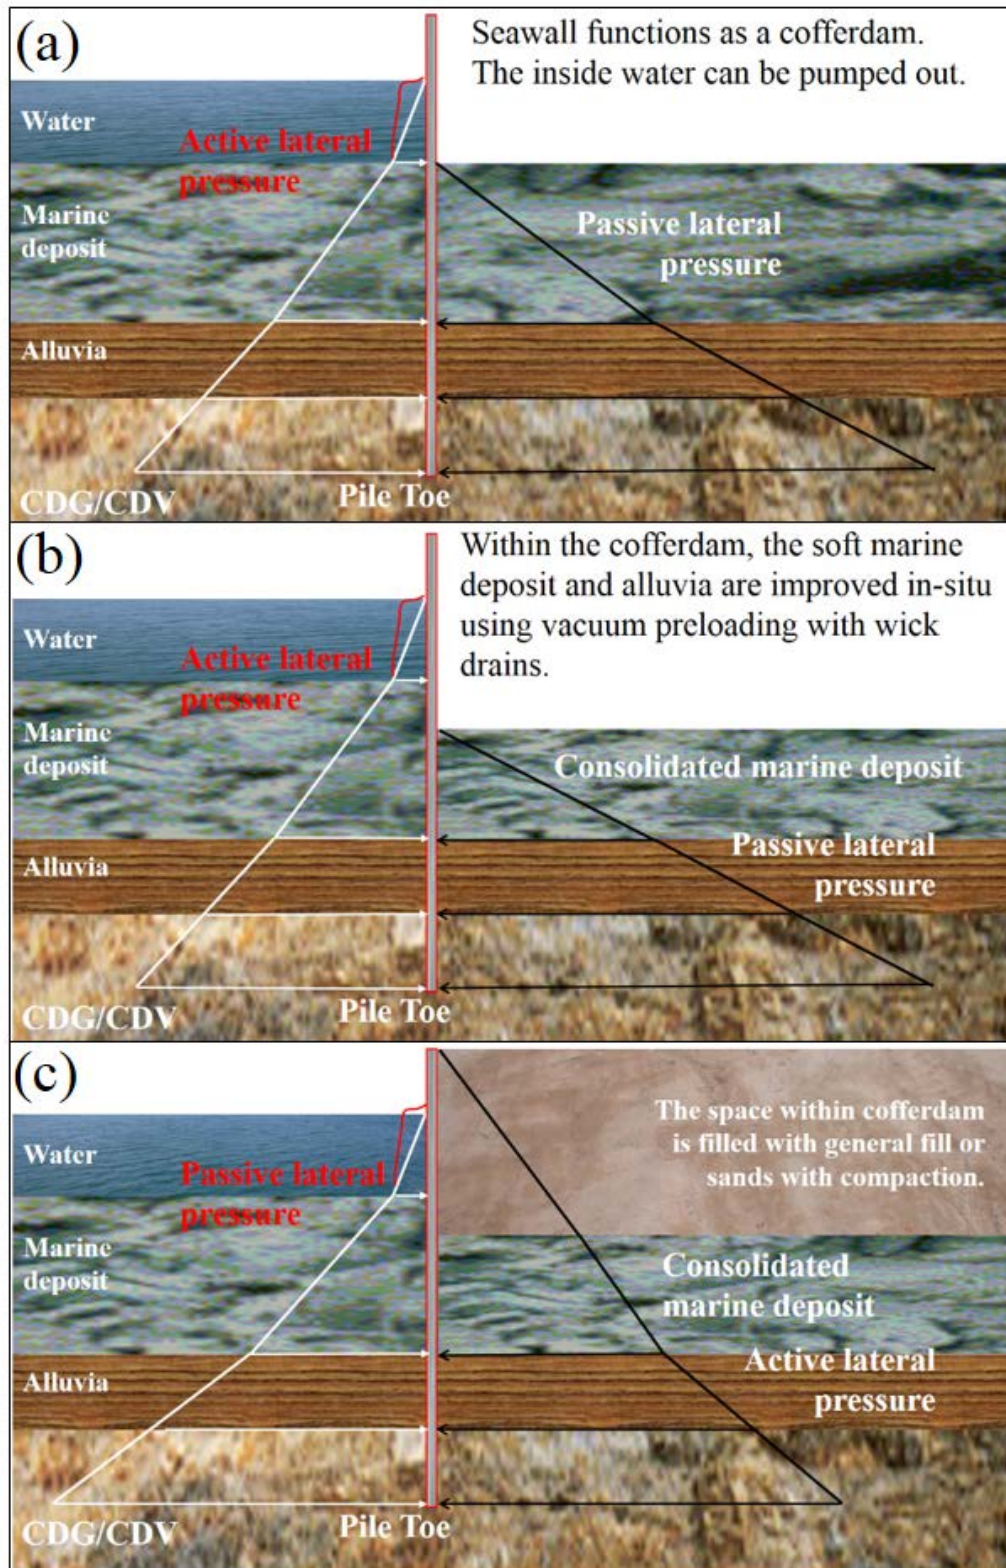 (a)
Seawall functions as a cofferdam.
The inside water can be pumped out.
Water
Active lateral
pressure
Marine
deposit
Passive lateral
pressure
Alluvia
CDG/CDV
Pile Toe
(b)
Within the cofferdam, the soft marine
deposit and alluvia are improved in-situ
using vacuum preloading with wick
drains.
Water
Active lateral
pressure
Marine
deposit
Consolidated marine deposit
Passive lateral
pressure
Alluvia
CDG/CDV
Pile Toe
(c)
The space within cofferdam
is filled with general fill or
sands with compaction.
Water
Passive lateral
pressure
Marine
deposit
Consolidated
marine deposit
Active lateral
pressure
Alluvia
CDG/CDV
Pile Toe